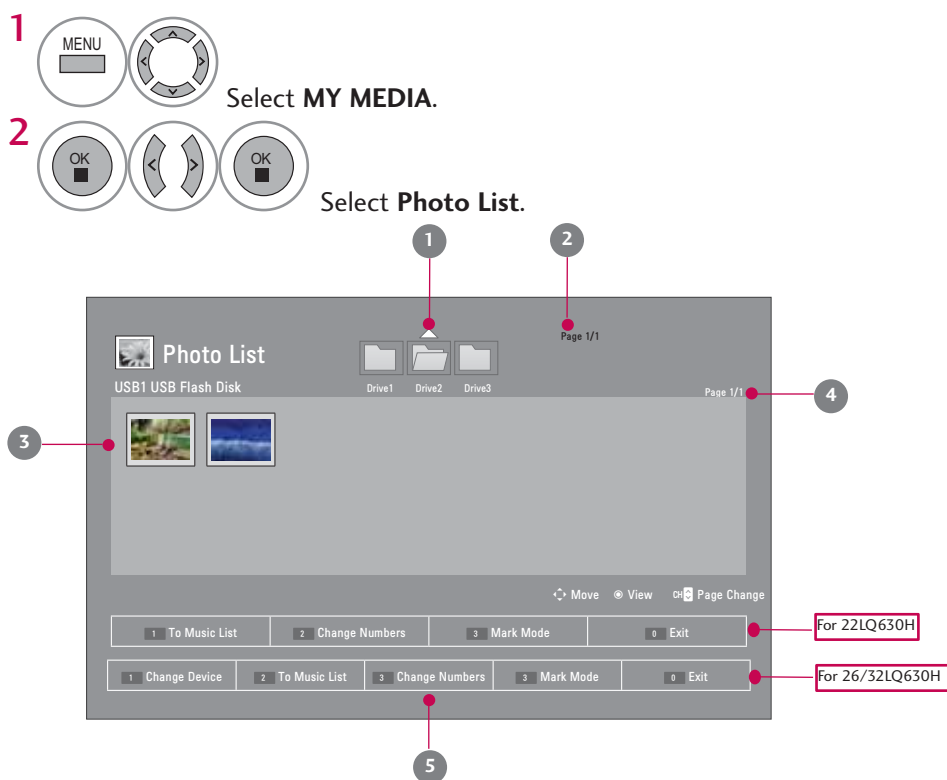 1
MENU
Select MY MEDIA.
2
OK
OK
Select Photo List.
1
2
Page 1/1
Photo List
USB1 USB Flash Disk
Drive1
Drive2
Drive3
Page 1/1
4
3
Move
View
CH
Page Change
1 To Music List
2 Change Numbers
3 Mark Mode
0 Exit
For 22LQ630H
1 Change Device
2 To Music List
3 Change Numbers
3 Mark Mode
0 Exit
For 26/32LQ630H
5